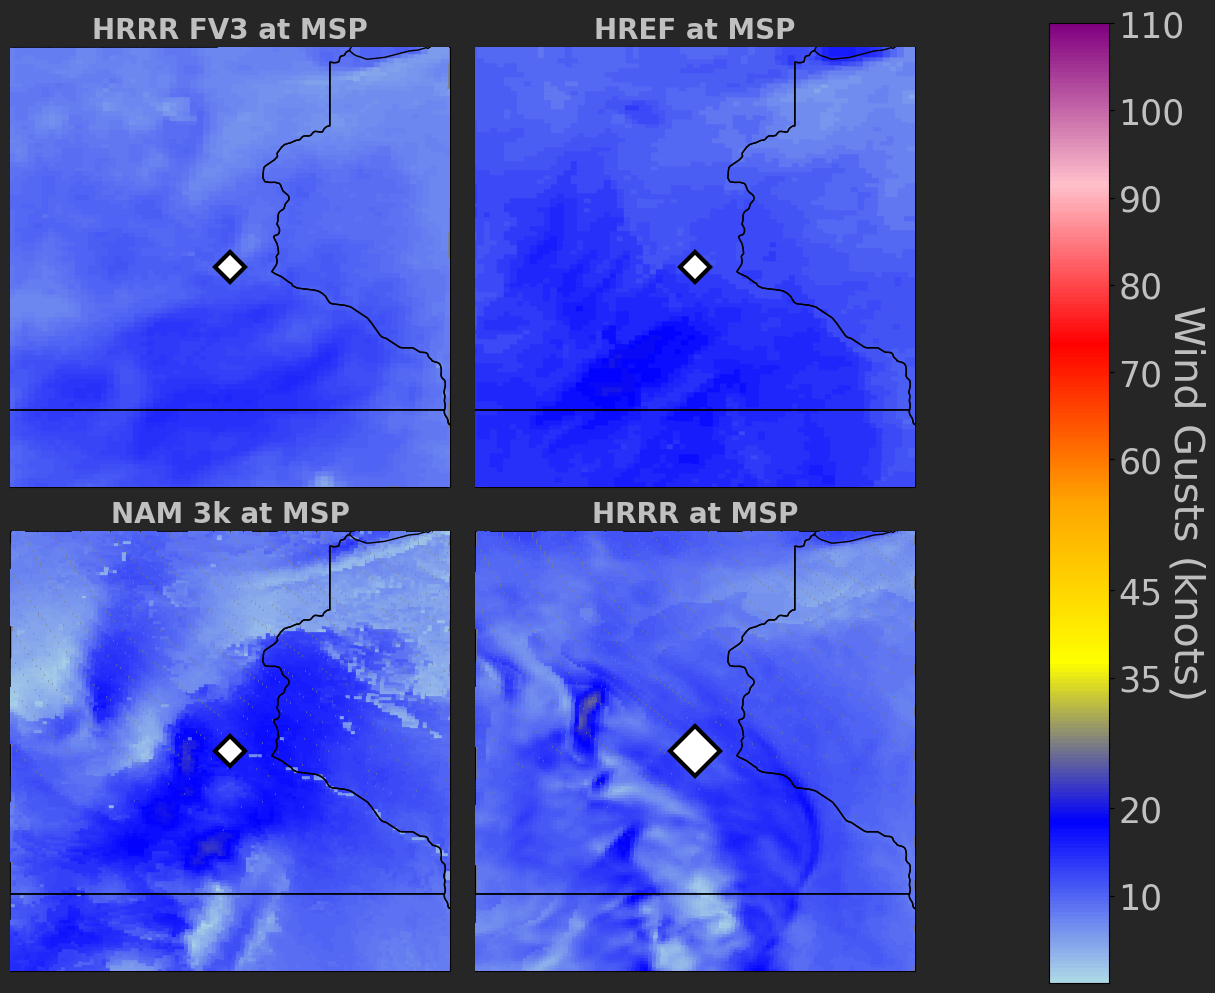 HRRR FV3 at MSP
HREF at MSP
NAM 3k at MSP
HRRR at MSP
110
100
90
80
70
60
45
35
20
10
Wind Gusts (knots)